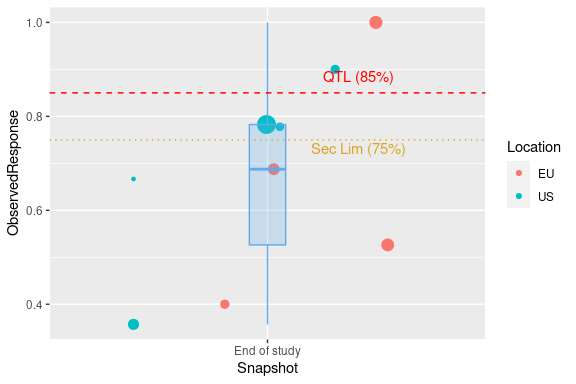 1.0
0.8
0.6
0.4
ObservedResponse
QTL (85%)
Sec Lim (75%)
End of study
Snapshot
Location
EU
US